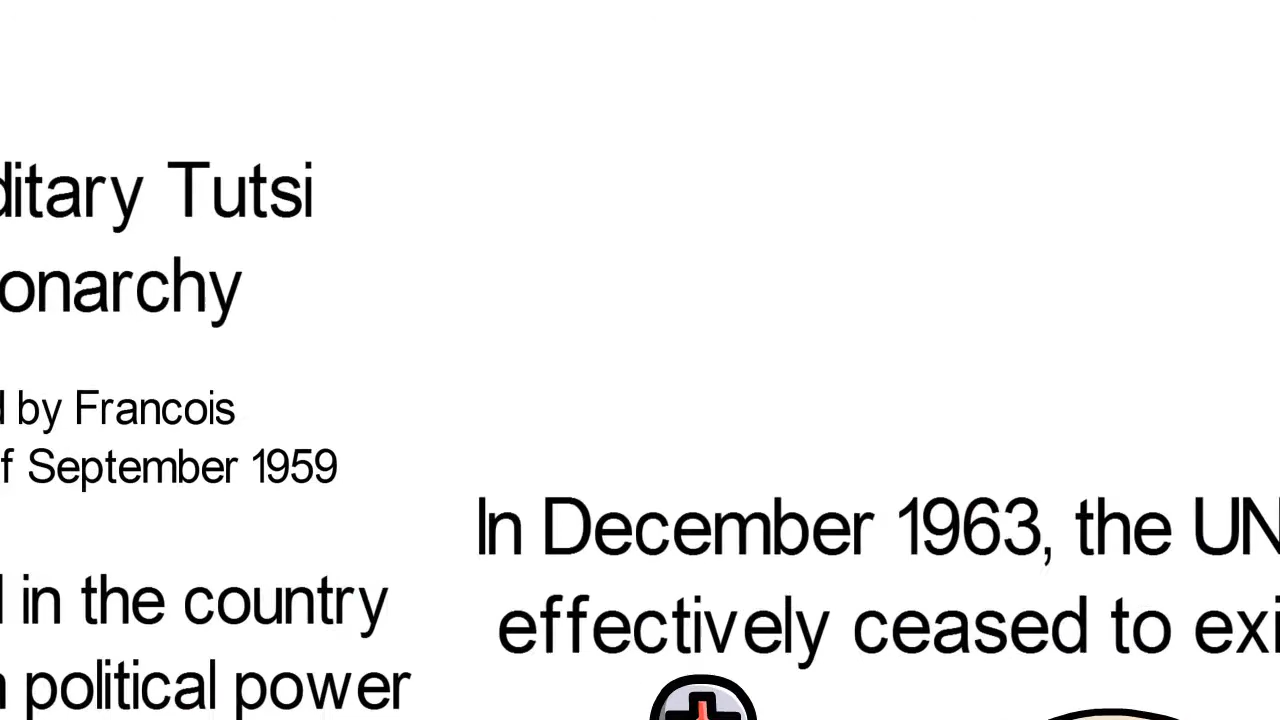 ditary Tutsi
onarchy
d by Francois
f September 1959
d in the country
political power
In December 1963, the UN
effectively ceased to exi